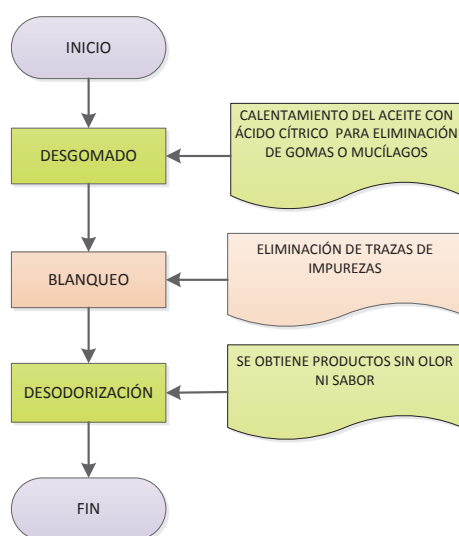 INICIO
CALENTAMIENTO DEL ACEITE CON
ÁCIDO CÍTRICO PARA ELIMINACIÓN
DE GOMAS O MUCÍLAGOS
DESGOMADO
ELIMINACIÓN DE TRAZAS DE
IMPUREZAS
BLANQUEO
SE OBTIENE PRODUCTOS SIN OLOR
NI SABOR
DESODORIZACIÓN
FIN